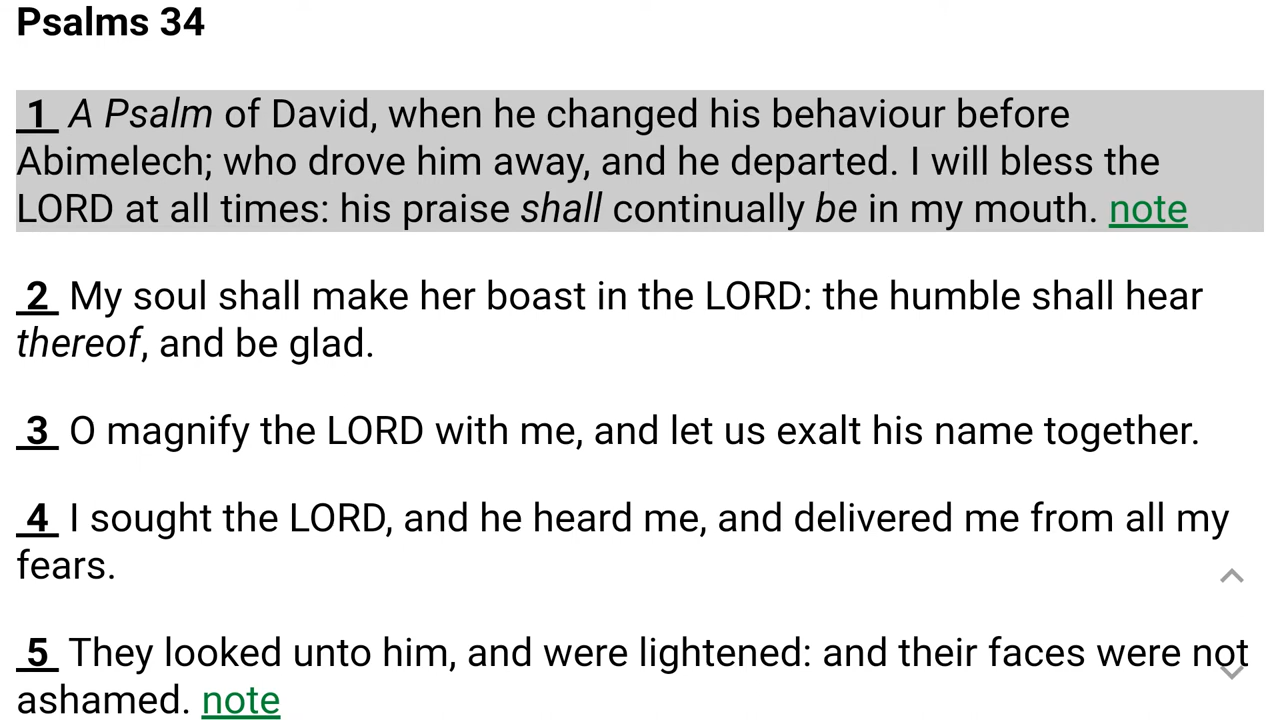 Psalms 34
1 A Psalm of David, when he changed his behaviour before
Abimelech; who drove him away, and he departed. I will bless the
LORD at all times: his praise shall continually be in my mouth. note
2 My soul shall make her boast in the LORD: the humble shall hear
thereof, and be glad.
3 O magnify the LORD with me, and let us exalt his name together.
4 I sought the LORD, and he heard me, and delivered me from all my
fears.
5 They looked unto him, and were lightened: and their faces were not
ashamed. note